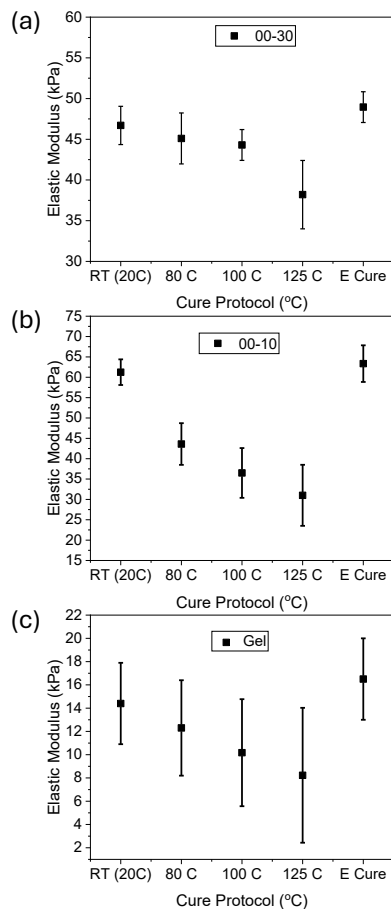 (a)
00-30
Elastic Modulus (kPa)
60
55
50
45
40
35
30
RT (20C) 80 C 100 C 125 C E Cure
Cure Protocol (°C)
(b)
00-10
Elastic Modulus (kPa)
75
70
65
60
55
50
45
40
35
30
25
20
15
RT (20C) 80 C 100 C 125 C E Cure
Cure Protocol (°C)
(c)
Gel
Elastic Modulus (kPa)
22
20
18
16
14
12
10
8
6
4
2
RT (20C) 80 C 100 C 125 C E Cure
Cure Protocol (°C)